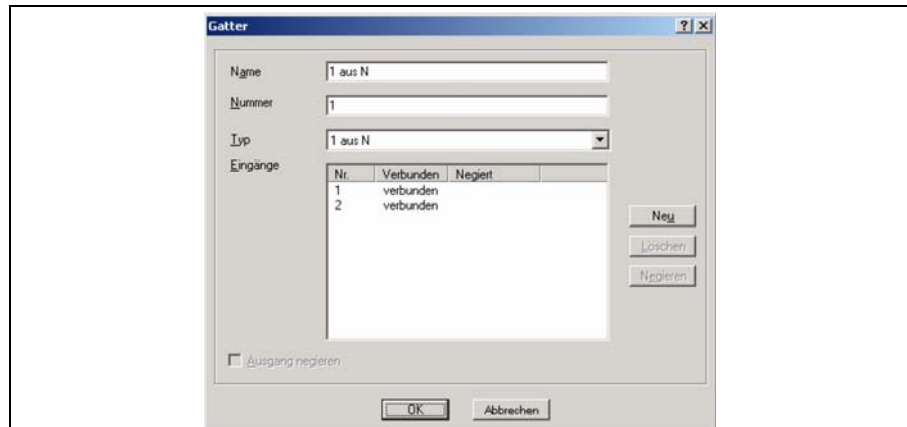 Gatter
Name 1 aus N
Nummer 1
Typ 1 aus N
Eingänge
Nr. Verbunden Negiert
1 verbunden
2 verbunden
Neu
Löschen
Negieren
Ausgang negieren
OK Abbrechen